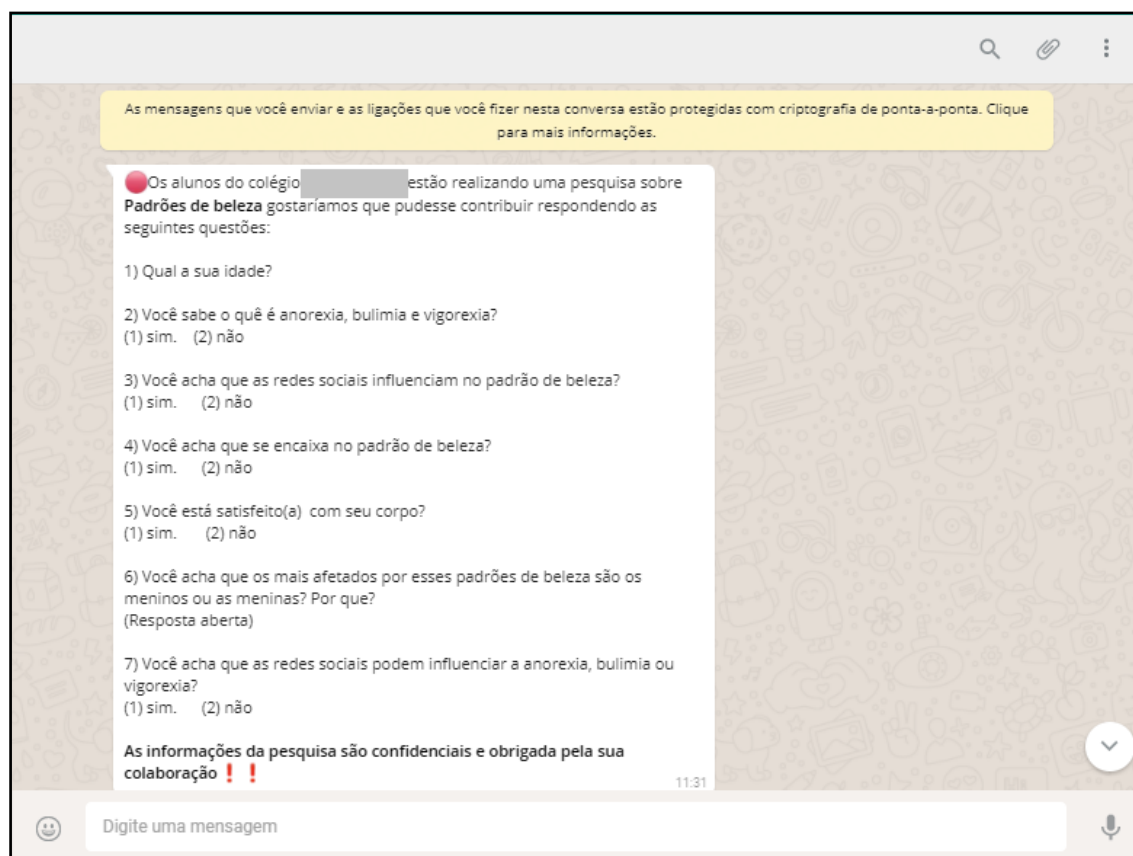 As mensagens que você enviar e as ligações que você fizer nesta conversa estão protegidas com criptografia de ponta-a-ponta. Clique
para mais informações.
Os alunos do colégio estão realizando uma pesquisa sobre
Padrões de beleza gostaríamos que pudesse contribuir respondendo as
seguintes questões:
1) Qual a sua idade?
2) Você sabe o quê é anorexia, bulimia e vigorexia?
(1) sim. (2) não
3) Você acha que as redes sociais influenciam no padrão de beleza?
(1) sim. (2) não
4) Você acha que se encaixa no padrão de beleza?
(1) sim. (2) não
5) Você está satisfeito(a) com seu corpo?
(1) sim. (2) não
6) Você acha que os mais afetados por esses padrões de beleza são os
meninos ou as meninas? Por que?
(Resposta aberta)
7) Você acha que as redes sociais podem influenciar a anorexia, bulimia ou
vigorexia?
(1) sim. (2) não
As informações da pesquisa são confidenciais e obrigada pela sua
colaboração❗❗
11:31
Digite uma mensagem